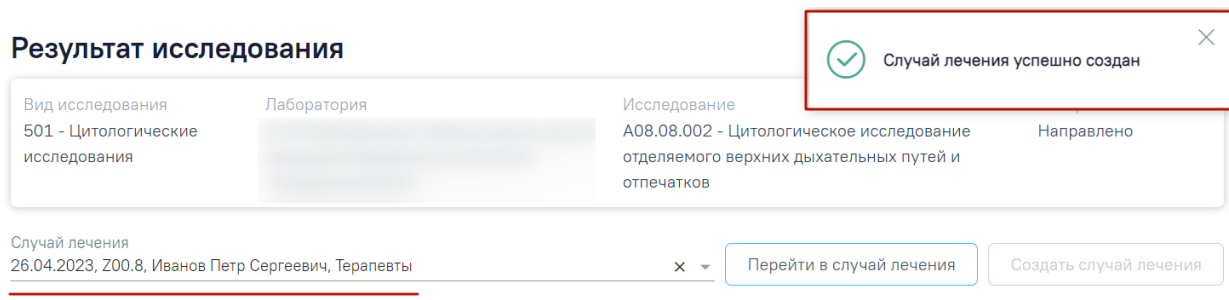 Результат исследования
Случай лечения успешно создан
Вид исследования
Лаборатория
Исследование
501 - Цитологические
исследования
А08.08.002 - Цитологическое исследование
отделяемого верхних дыхательных путей и
отпечатков
Направлено
Случай лечения
26.04.2023, Z00.8, Иванов Петр Сергеевич, Терапевты
Перейти в случай лечения
Создать случай лечения